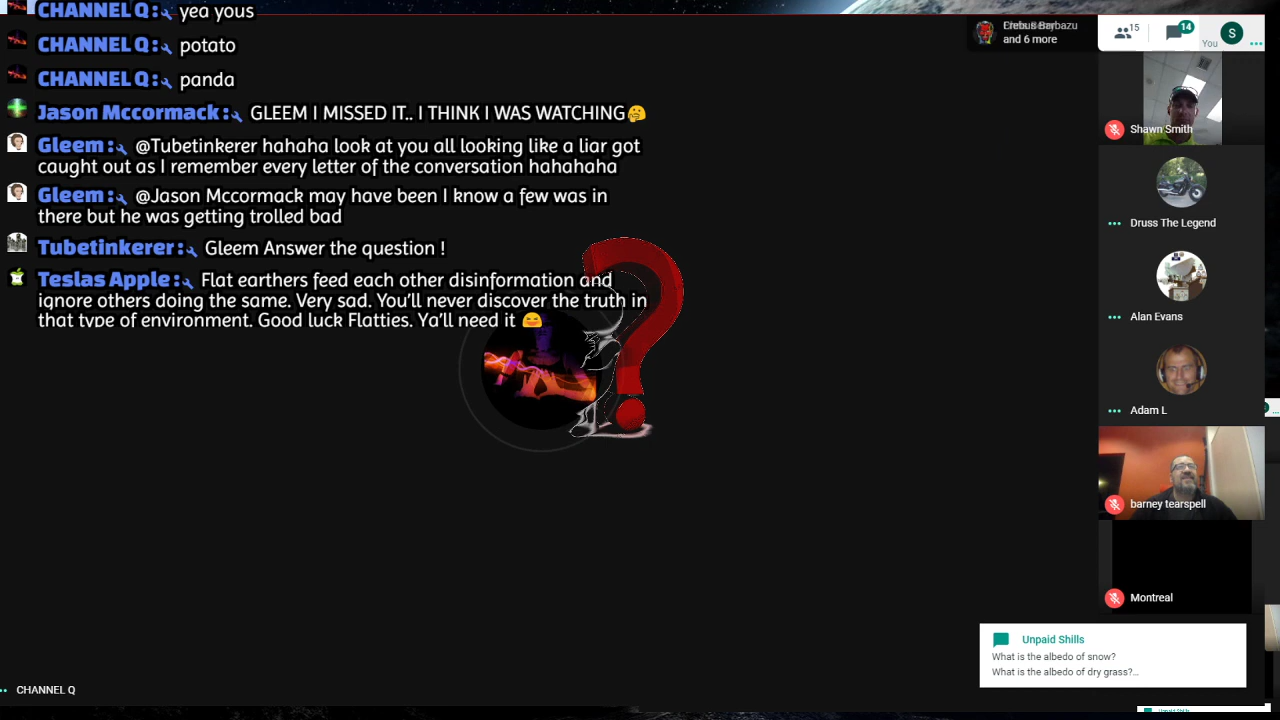 CHANNEL Q: yea yous
CHANNEL Q: potato
CHANNEL Q: panda
Jason Mccormack: GLEEM I MISSED IT.. I THINK I WAS WATCHING🤔
Gleem: @Tubetinkerer hahaha look at you all looking like a liar got
caught out as I remember every letter of the conversation hahahaha
Gleem: @Jason Mccormack may have been I know a few was in
there but he was getting trolled bad
Tubetinkerer: Gleem Answer the question !
Teslas Apple: Flat earthers feed each other disinformation and
ignore others doing the same. Very sad. You'll never discover the truth in
that type of environment. Good luck Flatties. Ya'll need it 😆
?
and 6 more
15
14
You
S
Shawn Smith
Druss The Legend
Alan Evans
Adam L
barney tearspell
Montreal
Unpaid Shills
What is the albedo of snow?
What is the albedo of dry grass?...
CHANNEL Q